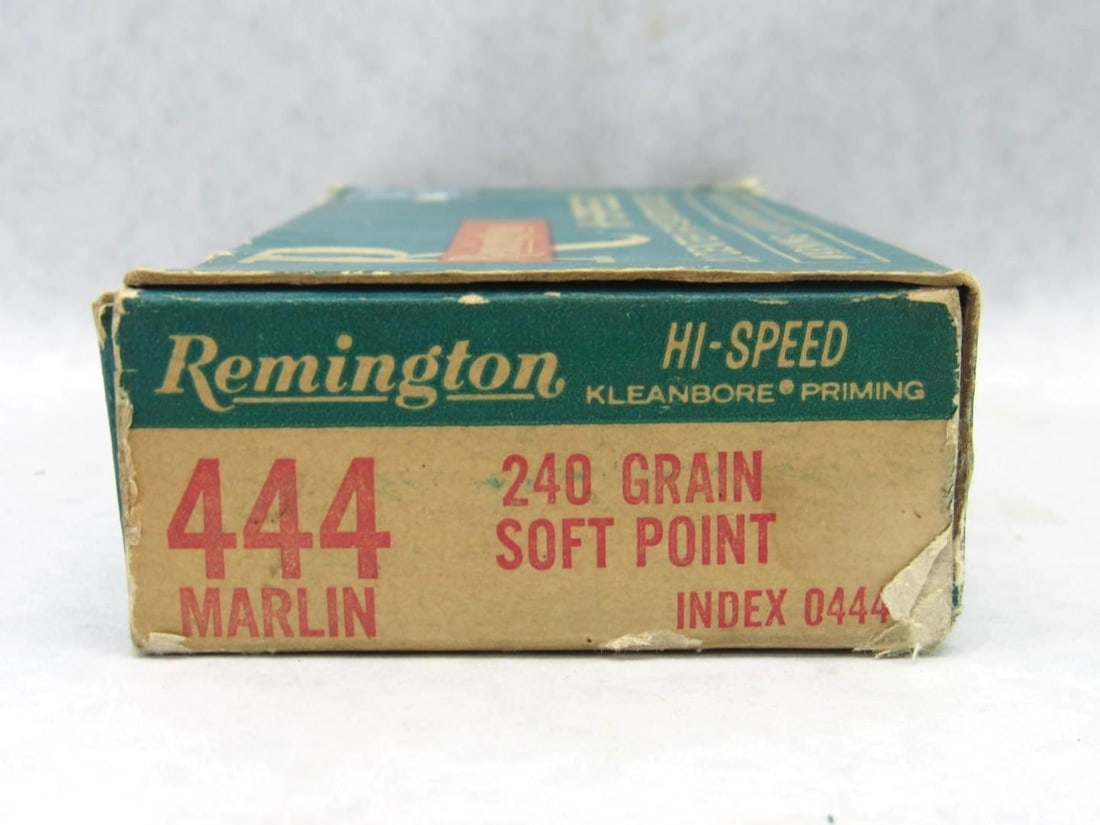 Remington
HI-SPEED
KLEANBORE® PRIMING
444
MARLIN
240 GRAIN
SOFT POINT
INDEX 0444